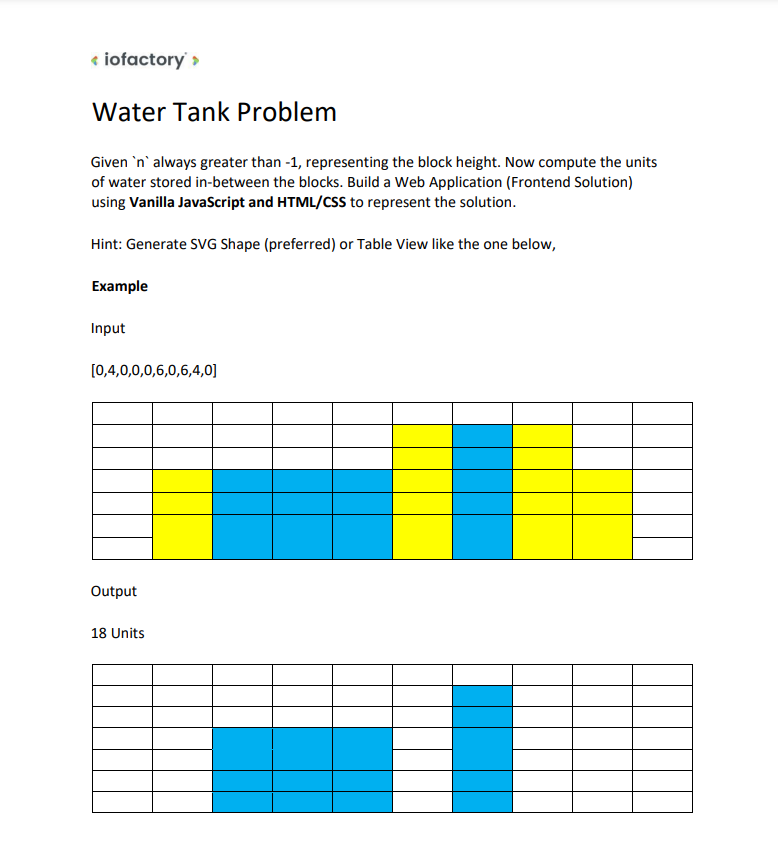 iofactory
Water Tank Problem
Given `n` always greater than -1, representing the block height. Now compute the units
of water stored in-between the blocks. Build a Web Application (Frontend Solution)
using Vanilla JavaScript and HTML/CSS to represent the solution.
Hint: Generate SVG Shape (preferred) or Table View like the one below,
Example
Input
[0,4,0,0,0,6,0,6,4,0]
Output
18 Units